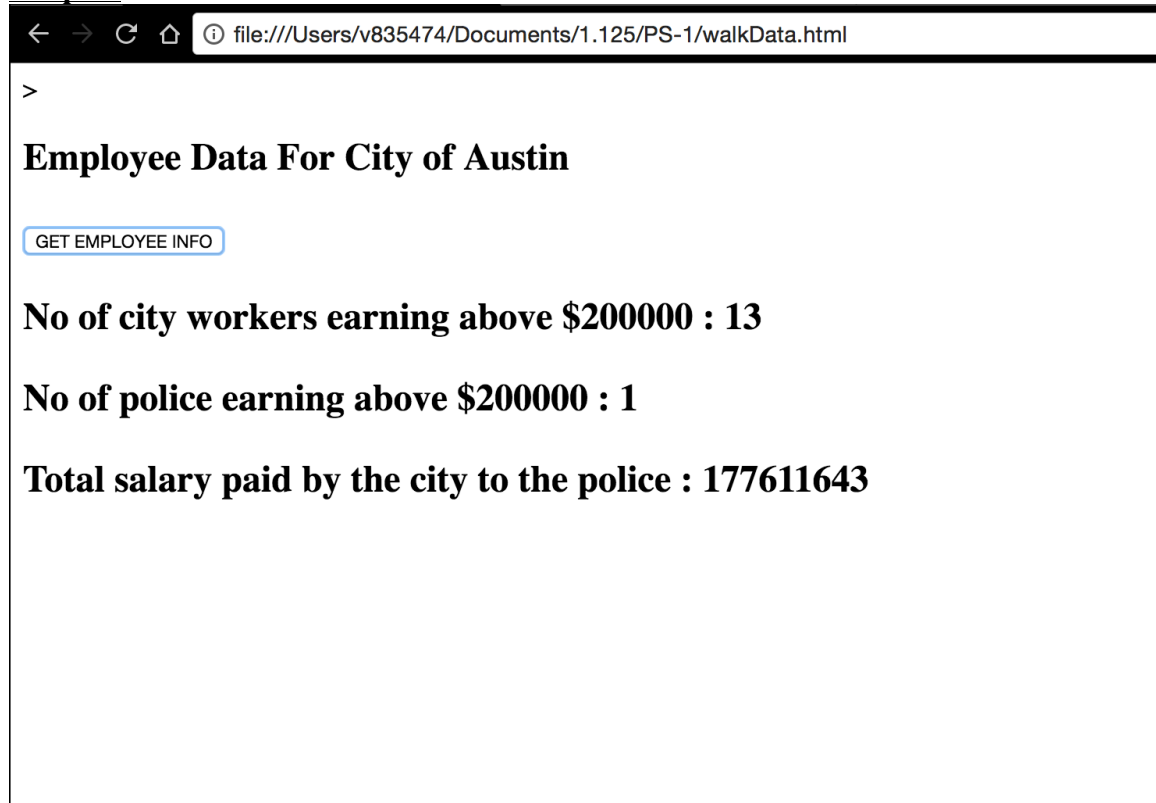 file:///Users/v835474/Documents/1.125/PS-1/walkData.html
>
Employee Data For City of Austin
GET EMPLOYEE INFO
No of city workers earning above $200000 : 13
No of police earning above $200000 : 1
Total salary paid by the city to the police : 177611643